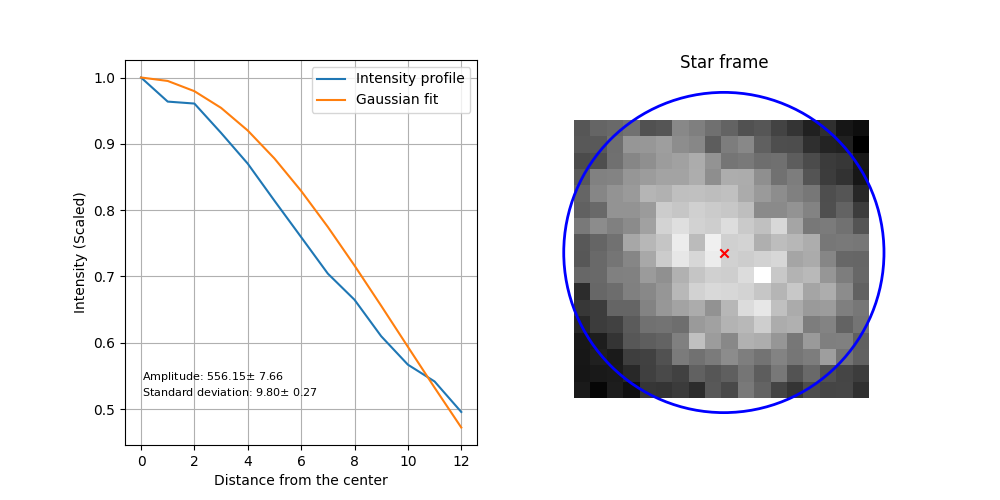 Star frame
Intensity profile
Gaussian fit
1.0
0.9
0.8
0.7
0.6
0.5
Intensity (Scaled)
Amplitude: 556.15± 7.66
Standard deviation: 9.80± 0.27
0 2 4 6 8 10 12
Distance from the center